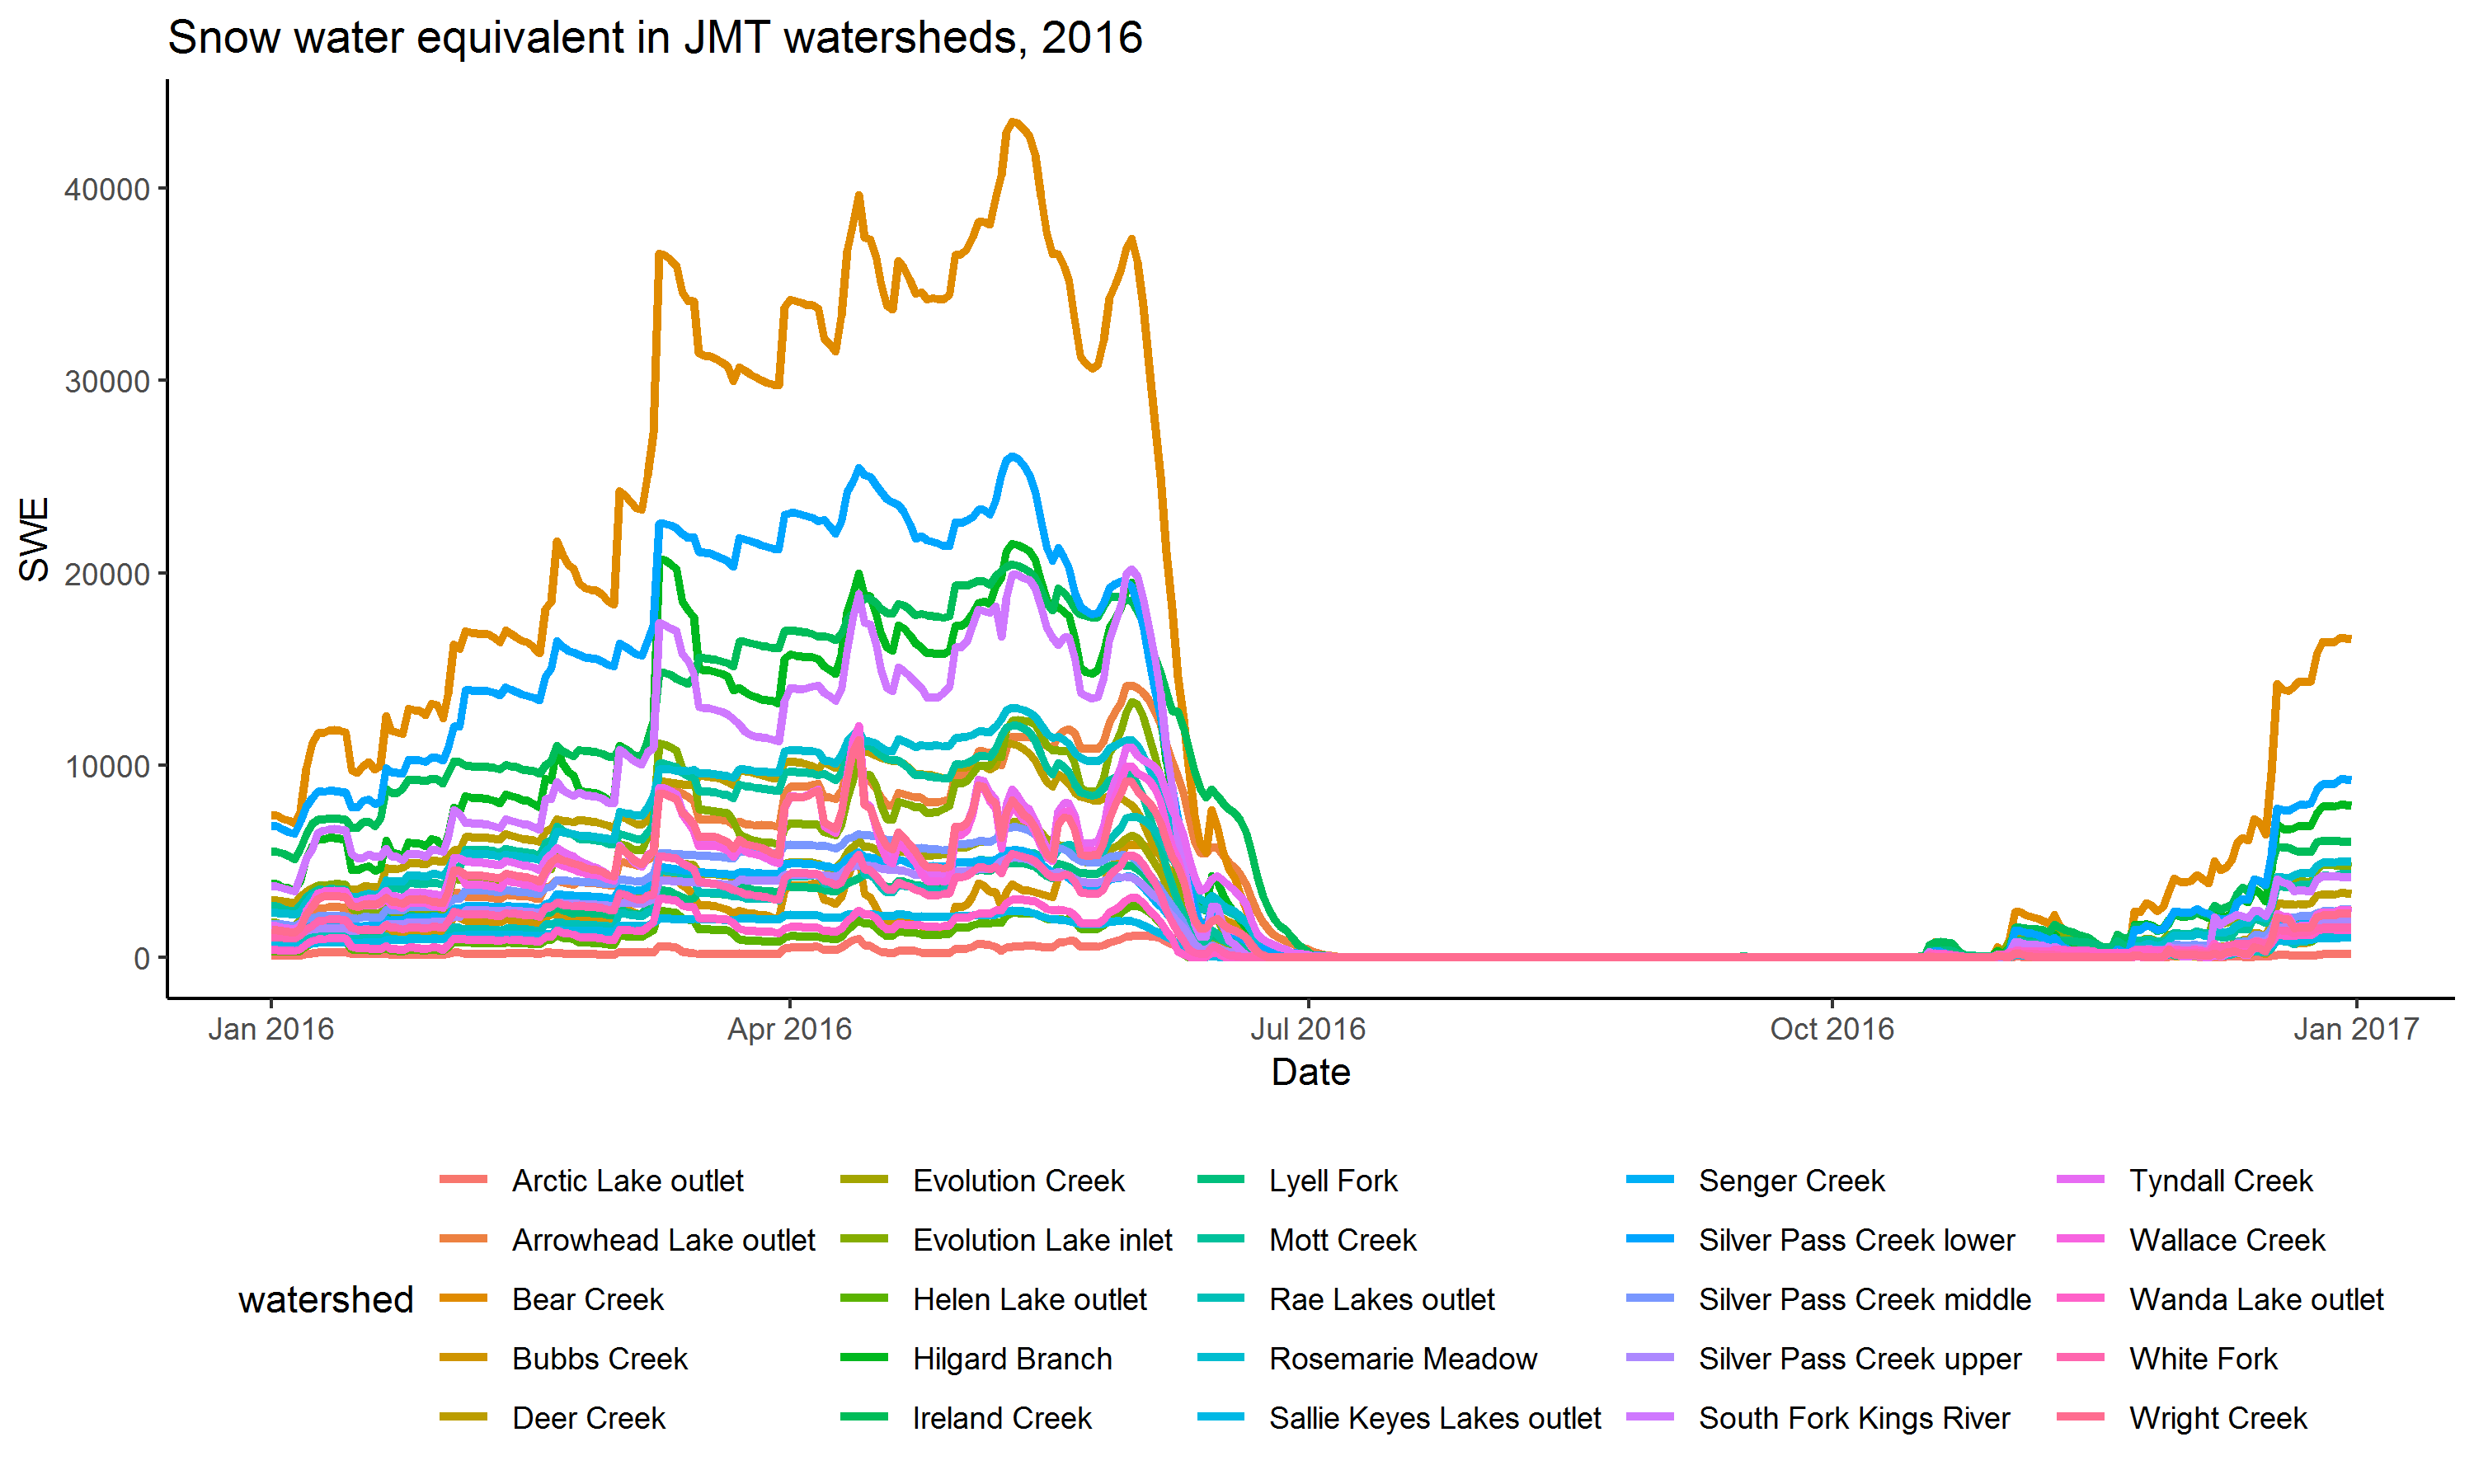 Snow water equivalent in JMT watersheds, 2016
SWE
40000
30000
20000
10000
0
Jan 2016 Apr 2016 Jul 2016 Oct 2016 Jan 2017
Date
watershed
Arctic Lake outlet Evolution Creek Lyell Fork Senger Creek Tyndall Creek
Arrowhead Lake outlet Evolution Lake inlet Mott Creek Silver Pass Creek lower Wallace Creek
Bear Creek Helen Lake outlet Rae Lakes outlet Silver Pass Creek middle Wanda Lake outlet
Bubbs Creek Hilgard Branch Rosemarie Meadow Silver Pass Creek upper White Fork
Deer Creek Ireland Creek Sallie Keyes Lakes outlet South Fork Kings River Wright Creek